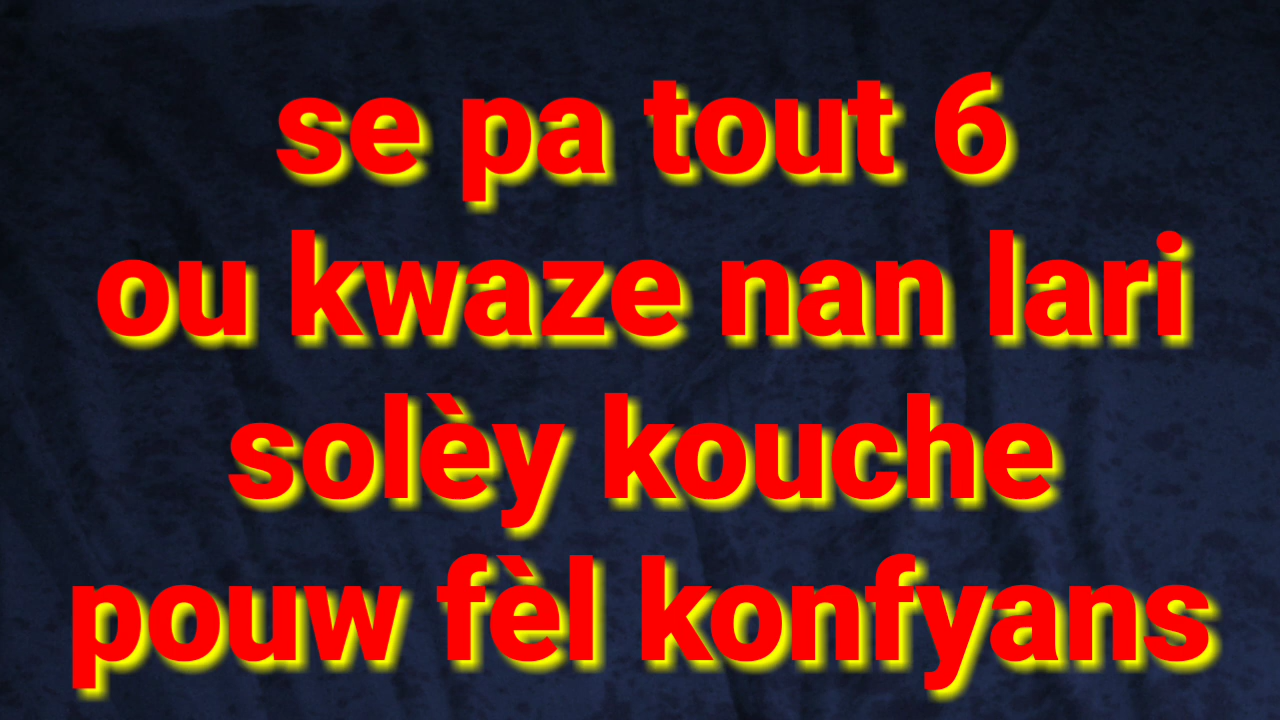 se pa tout 6
ou kwaze nan lari
solèy kouche
pouw fèl konfyans